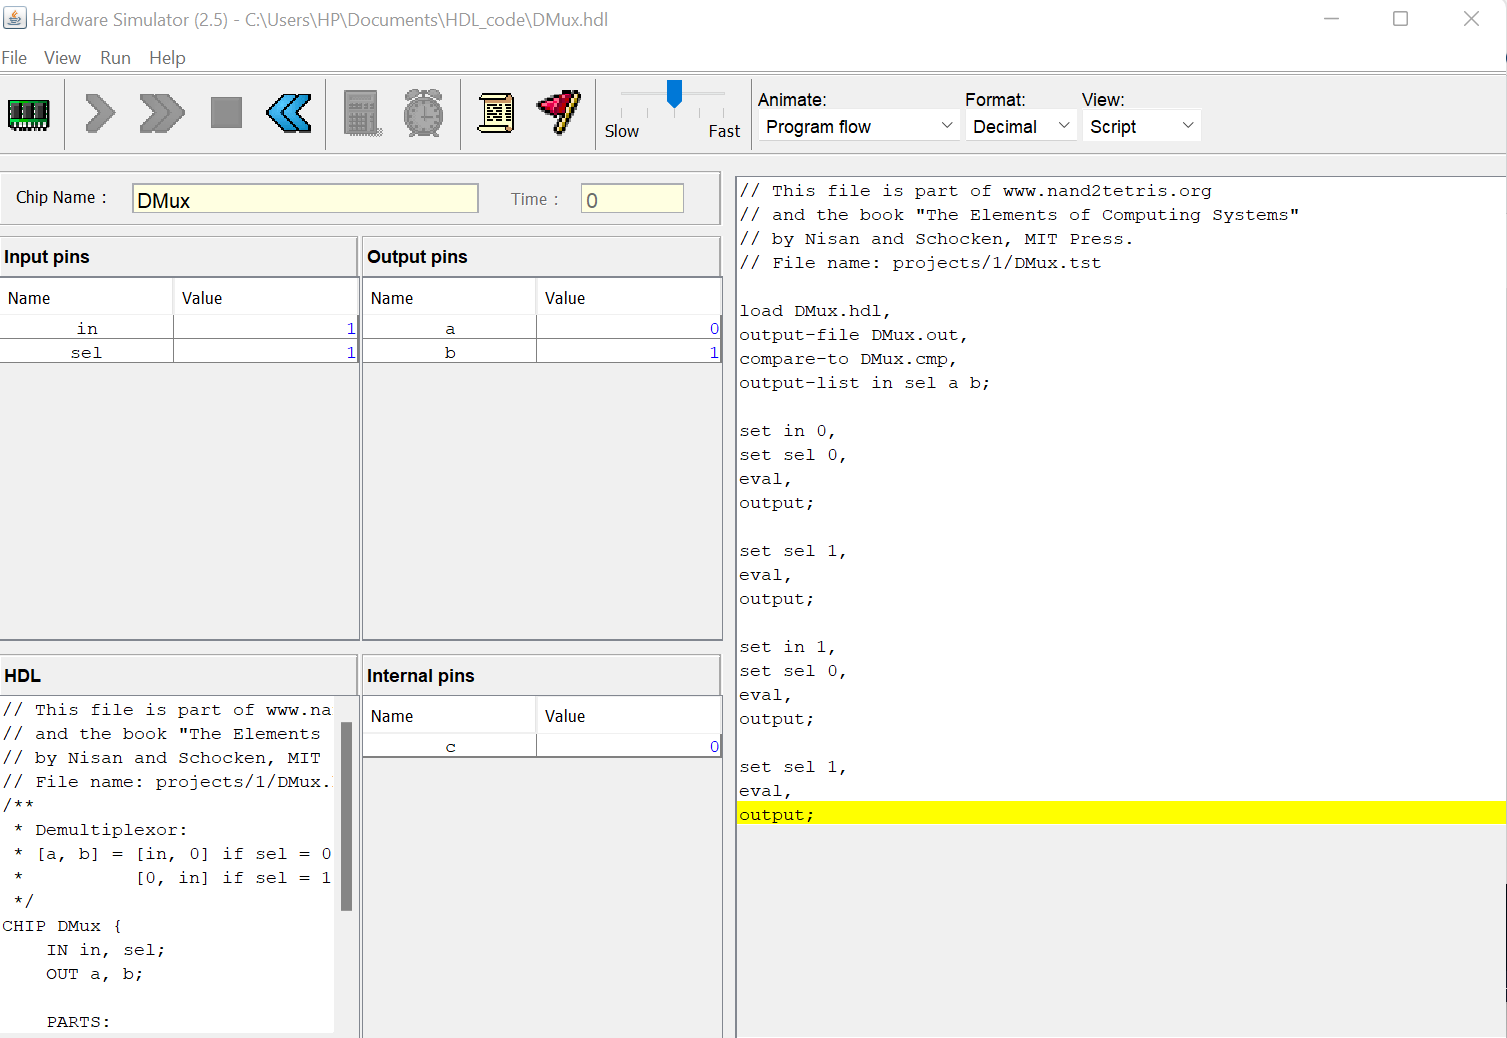 Hardware Simulator (2.5) - C:\Users\HP\Documents\HDL_code\DMux.hdl
File View Run Help
Slow Fast
Animate: Format: View:
Program flow Decimal Script
Chip Name : DMux Time : 0
Input pins
Name Value
in 1
sel 1
Output pins
Name Value
a 0
b 1
HDL
// This file is part of www.na
// and the book "The Elements
// by Nisan and Schocken, MIT
// File name: projects/1/DMux.
/**
 * Demultiplexor:
 * [a, b] = [in, 0] if sel = 0
 *          [0, in] if sel = 1
 */
CHIP DMux {
    IN in, sel;
    OUT a, b;

    PARTS:
Internal pins
Name Value
c 0
// This file is part of www.nand2tetris.org
// and the book "The Elements of Computing Systems"
// by Nisan and Schocken, MIT Press.
// File name: projects/1/DMux.tst

load DMux.hdl,
output-file DMux.out,
compare-to DMux.cmp,
output-list in sel a b;

set in 0,
set sel 0,
eval,
output;

set sel 1,
eval,
output;

set in 1,
set sel 0,
eval,
output;

set sel 1,
eval,
output;